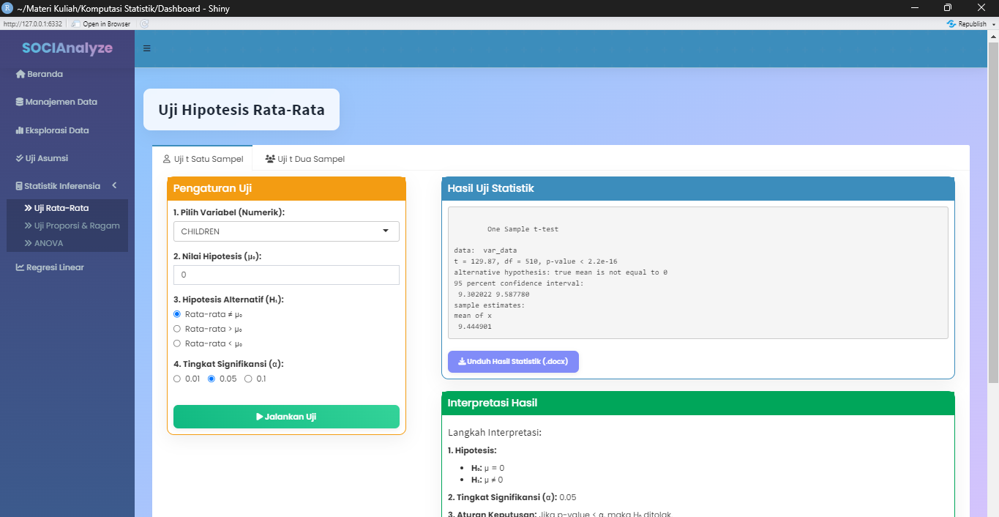 ~/Materi Kuliah/Komputasi Statistik/Dashboard - Shiny
http://127.0.0.1:6332 Open in Browser Republish
SOCIAnalyze
Beranda
Manajemen Data
Eksplorasi Data
Uji Asumsi
Statistik Inferensia
Uji Rata-Rata
Uji Proporsi & Ragam
ANOVA
Regresi Linear
Uji Hipotesis Rata-Rata
Uji t Satu Sampel Uji t Dua Sampel
Pengaturan Uji
1. Pilih Variabel (Numerik):
CHILDREN
2. Nilai Hipotesis (μ₀):
0
3. Hipotesis Alternatif (H₁):
Rata-rata ≠ μ₀
Rata-rata > μ₀
Rata-rata < μ₀
4. Tingkat Signifikansi (α):
0.01 0.05 0.1
Jalankan Uji
Hasil Uji Statistik
One Sample t-test
data: var_data
t = 129.87, df = 510, p-value < 2.2e-16
alternative hypothesis: true mean is not equal to 0
95 percent confidence interval:
9.302022 9.587780
sample estimates:
mean of x
9.444901
Unduh Hasil Statistik (.docx)
Interpretasi Hasil
Langkah Interpretasi:
1. Hipotesis:
H₀: μ = 0
H₁: μ ≠ 0
2. Tingkat Signifikansi (α): 0.05
3. Aturan Keputusan: Jika p-value < α, maka H₀ ditolak.